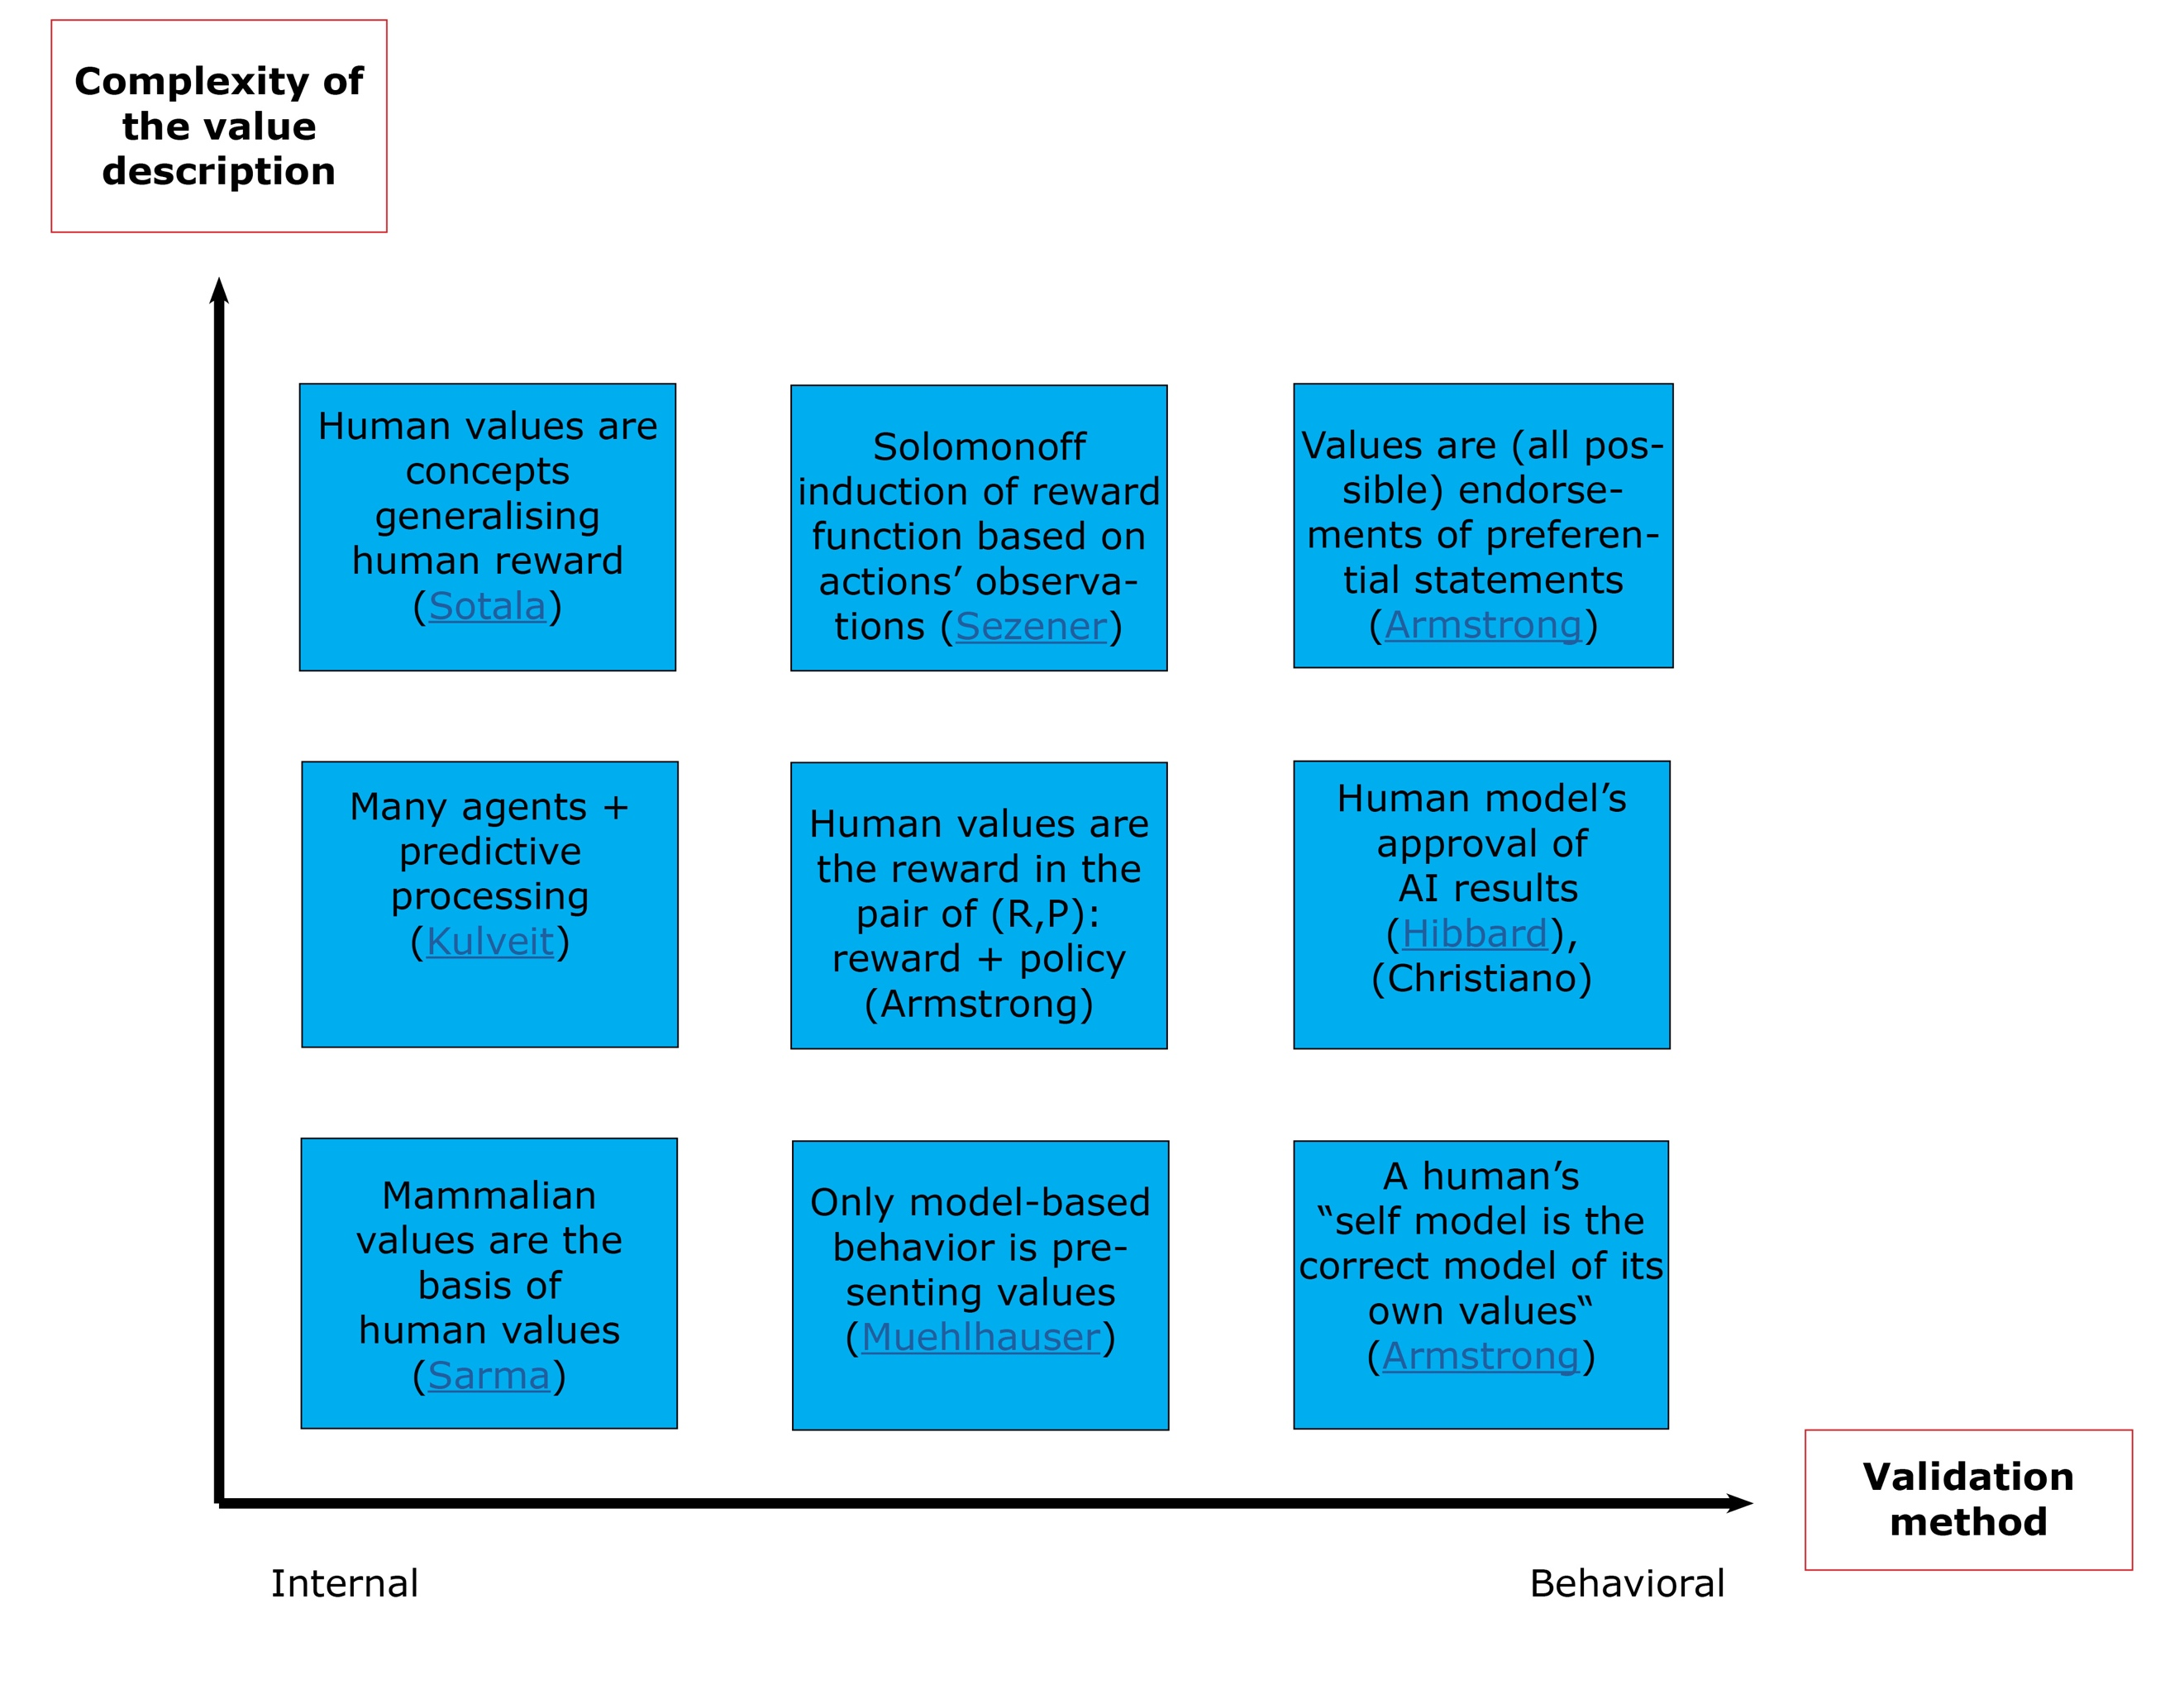 Complexity of
the value
description
Human values are
concepts
generalising
human reward
(Sotala)
Solomonoff
induction of reward
function based on
actions’ observa-
tions (Sezener)
Values are (all pos-
sible) endorse-
ments of preferen-
tial statements
(Armstrong)
Many agents +
predictive
processing
(Kulveit)
Human values are
the reward in the
pair of (R,P):
reward + policy
(Armstrong)
Human model’s
approval of
AI results
(Hibbard),
(Christiano)
Mammalian
values are the
basis of
human values
(Sarma)
Only model-based
behavior is pre-
senting values
(Muehlhauser)
A human’s
‟self model is the
correct model of its
own values‟
(Armstrong)
Validation
method
Internal
Behavioral